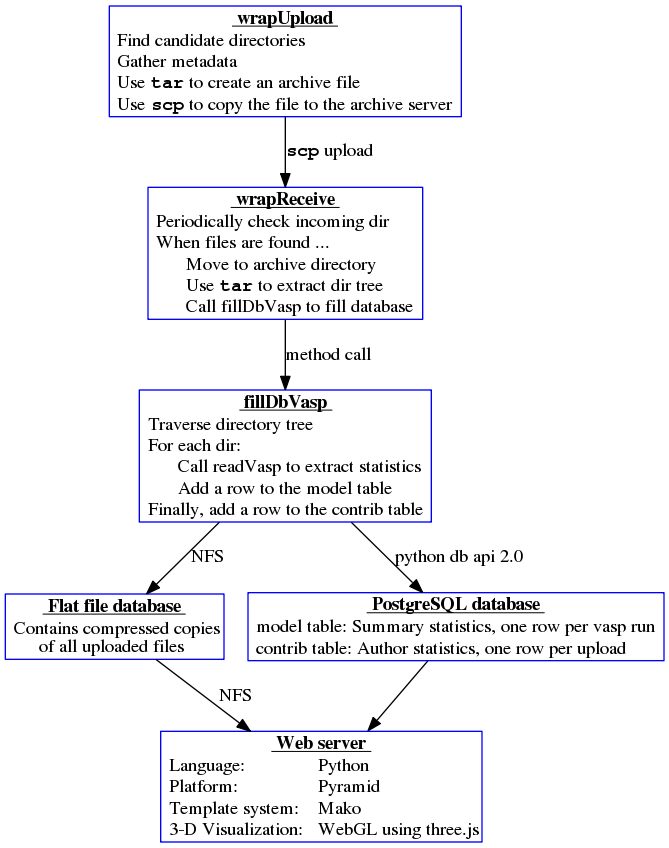 wrapUpload
Find candidate directories
Gather metadata
Use tar to create an archive file
Use scp to copy the file to the archive server
scp upload
wrapReceive
Periodically check incoming dir
When files are found ...
Move to archive directory
Use tar to extract dir tree
Call fillDbVasp to fill database
method call
fillDbVasp
Traverse directory tree
For each dir:
Call readVasp to extract statistics
Add a row to the model table
Finally, add a row to the contrib table
NFS
python db api 2.0
Flat file database
Contains compressed copies
of all uploaded files
PostgreSQL database
model table: Summary statistics, one row per vasp run
contrib table: Author statistics, one row per upload
NFS
Web server
Language: Python
Platform: Pyramid
Template system: Mako
3-D Visualization: WebGL using three.js